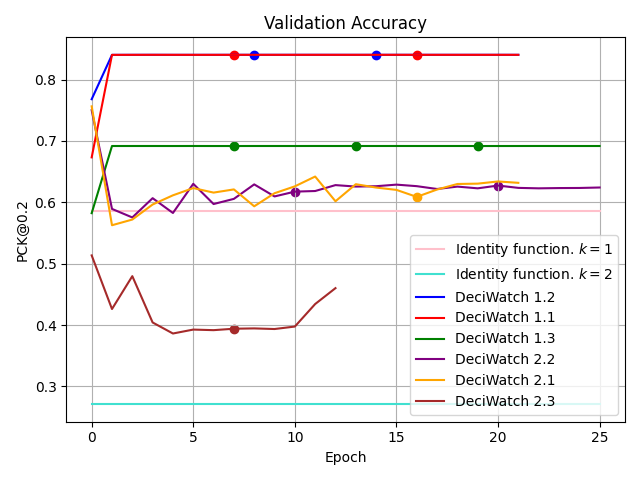 Validation Accuracy
PCK@0.2
0.8
0.7
0.6
0.5
0.4
0.3
0 5 10 15 20 25
Epoch
Identity function. k = 1
Identity function. k = 2
DeciWatch 1.2
DeciWatch 1.1
DeciWatch 1.3
DeciWatch 2.2
DeciWatch 2.1
DeciWatch 2.3